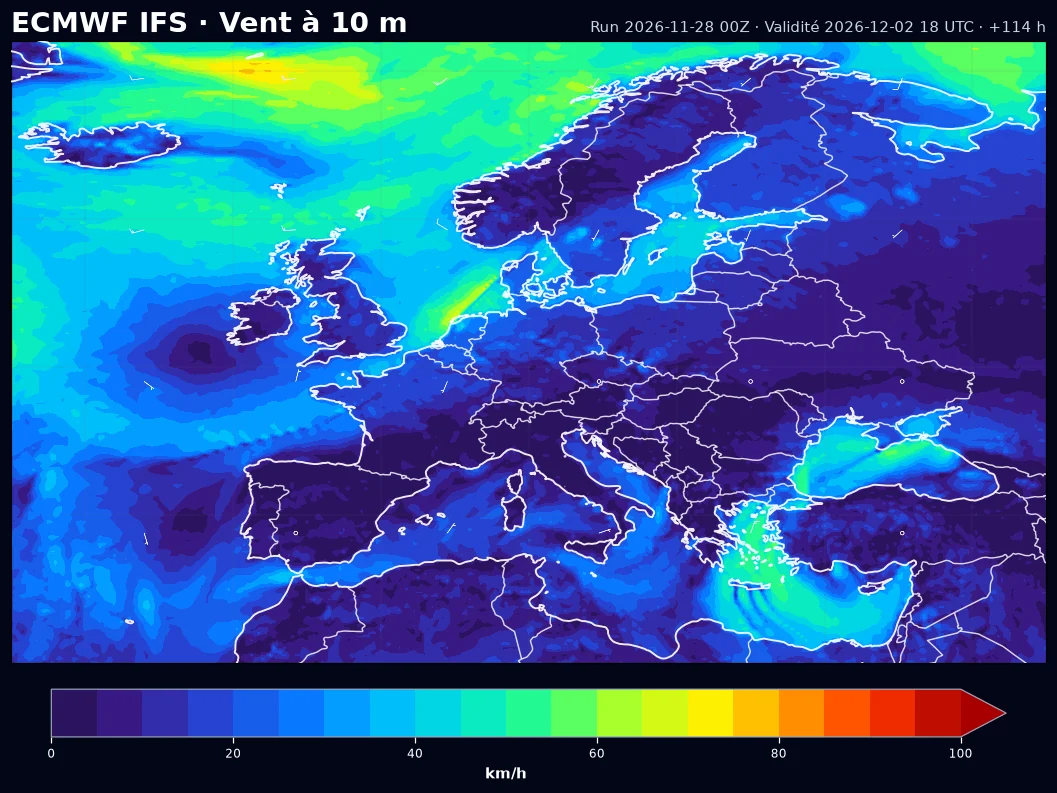 ECMWF IFS · Vent à 10 m
Run 2026-11-28 00Z · Validité 2026-12-02 18 UTC · +114 h
0 20 40 60 80 100
km/h